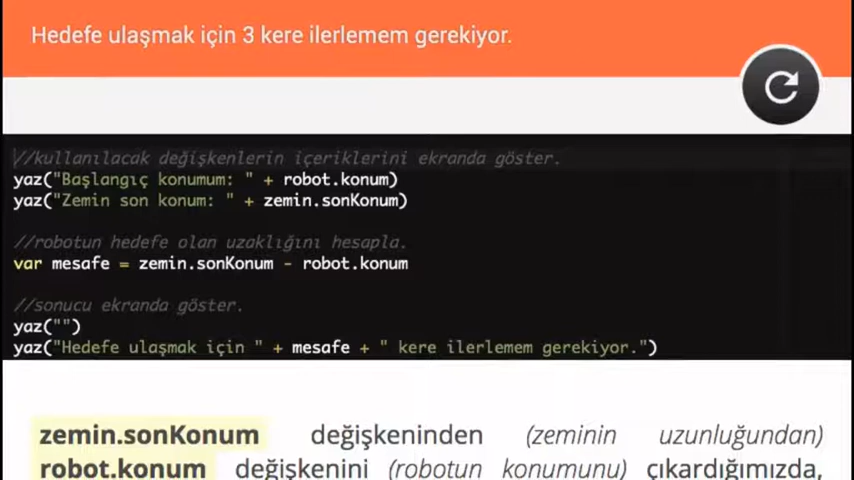 Hedefe ulaşmak için 3 kere ilerlemem gerekiyor.
//kullanılacak değişkenlerin içeriklerini ekranda göster.
yaz("Başlangıç konumum: " + robot.konum)
yaz("Zemin son konum: " + zemin.sonKonum)
//robotun hedefe olan uzaklığını hesapla.
var mesafe = zemin.sonKonum - robot.konum
//sonucu ekranda göster.
yaz("")
yaz("Hedefe ulaşmak için " + mesafe + " kere ilerlemem gerekiyor.")
zemin.sonKonum değişkeninden (zeminin uzunluğundan)
robot.konum değişkenini (robotun konumunu) çıkardığımızda,